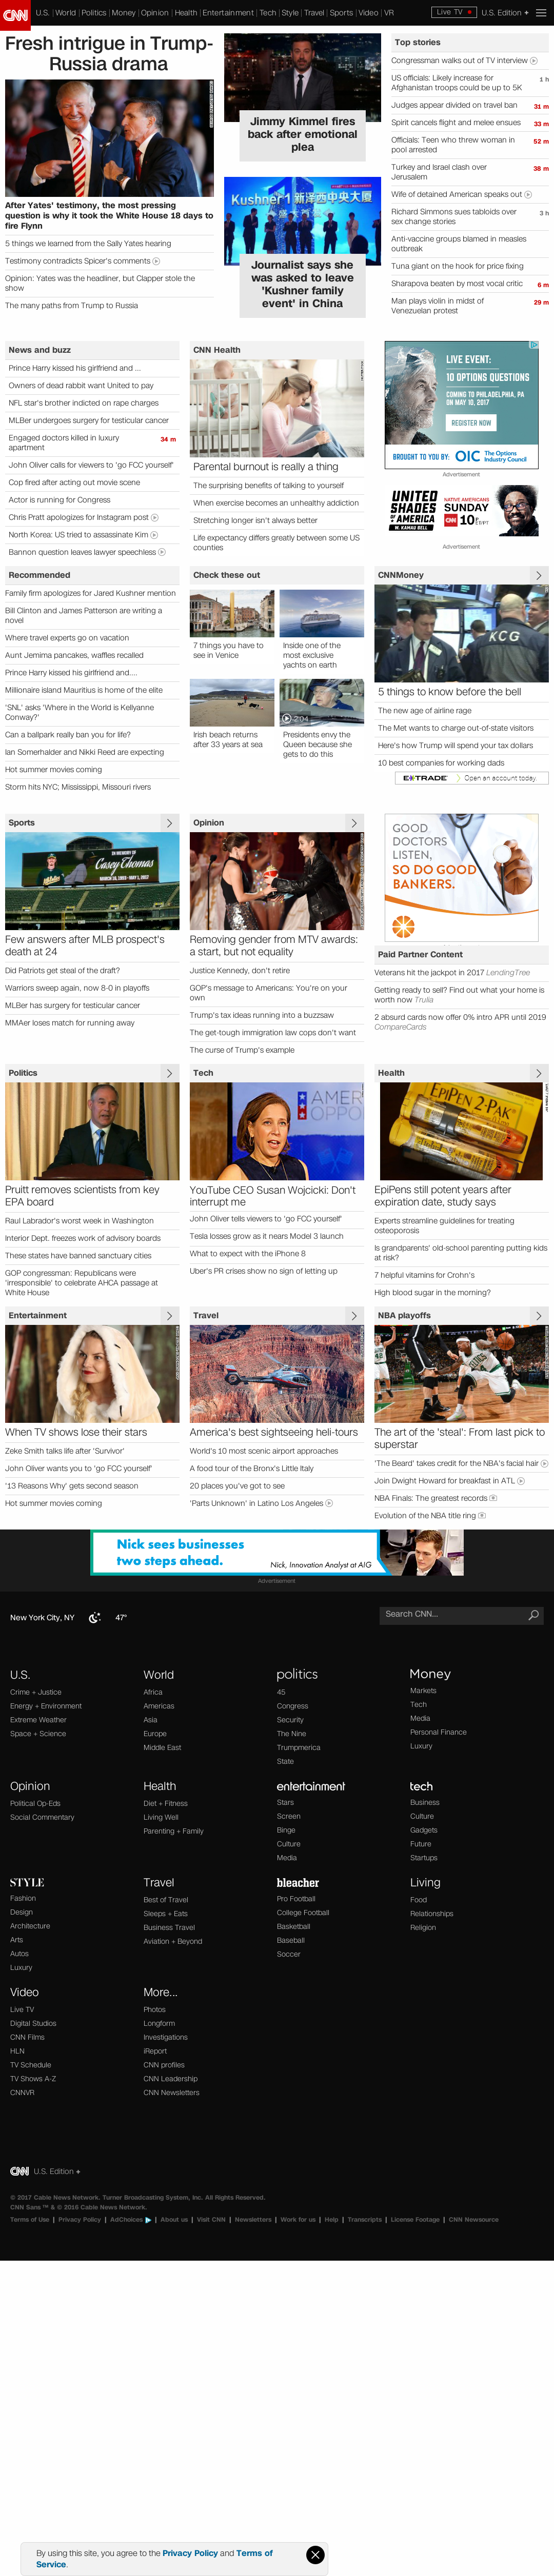 CNN
U.S. World Politics Money Opinion Health Entertainment Tech Style Travel Sports Video VR
Live TV
U.S. Edition +
Fresh intrigue in Trump-
Russia drama
After Yates' testimony, the most pressing
question is why it took the White House 18 days to
fire Flynn
5 things we learned from the Sally Yates hearing
Testimony contradicts Spicer's comments
Opinion: Yates was the headliner, but Clapper stole the
show
The many paths from Trump to Russia
Jimmy Kimmel fires
back after emotional
plea
Kushner 1 新泽西中央大厦
Journalist says she
was asked to leave
'Kushner family
event' in China
Top stories
Congressman walks out of TV interview
US officials: Likely increase for 1 h
Afghanistan troops could be up to 5K
Judges appear divided on travel ban 31 m
Spirit cancels flight and melee ensues 33 m
Officials: Teen who threw woman in 52 m
pool arrested
Turkey and Israel clash over 38 m
Jerusalem
Wife of detained American speaks out
Richard Simmons sues tabloids over 3 h
sex change stories
Anti-vaccine groups blamed in measles
outbreak
Tuna giant on the hook for price fixing
Sharapova beaten by most vocal critic 6 m
Man plays violin in midst of 29 m
Venezuelan protest
News and buzz
Prince Harry kissed his girlfriend and ...
Owners of dead rabbit want United to pay
NFL star's brother indicted on rape charges
MLBer undergoes surgery for testicular cancer
Engaged doctors killed in luxury 34 m
apartment
John Oliver calls for viewers to 'go FCC yourself'
Cop fired after acting out movie scene
Actor is running for Congress
Chris Pratt apologizes for Instagram post
North Korea: US tried to assassinate Kim
Bannon question leaves lawyer speechless
CNN Health
Parental burnout is really a thing
The surprising benefits of talking to yourself
When exercise becomes an unhealthy addiction
Stretching longer isn't always better
Life expectancy differs greatly between some US
counties
LIVE EVENT:
10 OPTIONS QUESTIONS
COMING TO PHILADELPHIA, PA
ON MAY 10, 2017
REGISTER NOW
BROUGHT TO YOU BY: OIC The Options
Industry Council
Advertisement
UNITED
SHADES
OF AMERICA
W. KAMAU BELL
NATIVE AMERICANS
SUNDAY
CNN 10P ET/PT
Advertisement
Recommended
Family firm apologizes for Jared Kushner mention
Bill Clinton and James Patterson are writing a
novel
Where travel experts go on vacation
Aunt Jemima pancakes, waffles recalled
Prince Harry kissed his girlfriend and....
Millionaire island Mauritius is home of the elite
'SNL' asks 'Where in the World is Kellyanne
Conway?'
Can a ballpark really ban you for life?
Ian Somerhalder and Nikki Reed are expecting
Hot summer movies coming
Storm hits NYC; Mississippi, Missouri rivers
Check these out
7 things you have to
see in Venice
Inside one of the
most exclusive
yachts on earth
2:04
Irish beach returns
after 33 years at sea
Presidents envy the
Queen because she
gets to do this
CNNMoney
KCG
5 things to know before the bell
The new age of airline rage
The Met wants to charge out-of-state visitors
Here's how Trump will spend your tax dollars
10 best companies for working dads
E*TRADE Open an account today.
Sports
IN MEMORY OF
Casey Thomas
Few answers after MLB prospect's
death at 24
Did Patriots get steal of the draft?
Warriors sweep again, now 8-0 in playoffs
MLBer has surgery for testicular cancer
MMAer loses match for running away
Opinion
Removing gender from MTV awards:
a start, but not equality
Justice Kennedy, don't retire
GOP's message to Americans: You're on your
own
Trump's tax ideas running into a buzzsaw
The get-tough immigration law cops don't want
The curse of Trump's example
GOOD
DOCTORS
LISTEN,
SO DO GOOD
BANKERS.
Paid Partner Content
Veterans hit the jackpot in 2017 LendingTree
Getting ready to sell? Find out what your home is
worth now Trulia
2 absurd cards now offer 0% intro APR until 2019
CompareCards
Politics
Pruitt removes scientists from key
EPA board
Raul Labrador's worst week in Washington
Interior Dept. freezes work of advisory boards
These states have banned sanctuary cities
GOP congressman: Republicans were
'irresponsible' to celebrate AHCA passage at
White House
Tech
YouTube CEO Susan Wojcicki: Don't
interrupt me
John Oliver tells viewers to 'go FCC yourself'
Tesla losses grow as it nears Model 3 launch
What to expect with the iPhone 8
Uber's PR crises show no sign of letting up
Health
EPIPEN 2-PAK
EpiPens still potent years after
expiration date, study says
Experts streamline guidelines for treating
osteoporosis
Is grandparents' old-school parenting putting kids
at risk?
7 helpful vitamins for Crohn's
High blood sugar in the morning?
Entertainment
When TV shows lose their stars
Zeke Smith talks life after 'Survivor'
John Oliver wants you to 'go FCC yourself'
'13 Reasons Why' gets second season
Hot summer movies coming
Travel
America's best sightseeing heli-tours
World's 10 most scenic airport approaches
A food tour of the Bronx's Little Italy
20 places you've got to see
'Parts Unknown' in Latino Los Angeles
NBA playoffs
The art of the 'steal': From last pick to
superstar
'The Beard' takes credit for the NBA's facial hair
Join Dwight Howard for breakfast in ATL
NBA Finals: The greatest records
Evolution of the NBA title ring
Nick sees businesses
two steps ahead.
Nick, Innovation Analyst at AIG
Advertisement
New York City, NY 47°
Search CNN...
U.S.
Crime + Justice
Energy + Environment
Extreme Weather
Space + Science
World
Africa
Americas
Asia
Europe
Middle East
politics
45
Congress
Security
The Nine
Trumpmerica
State
Money
Markets
Tech
Media
Personal Finance
Luxury
Opinion
Political Op-Eds
Social Commentary
Health
Diet + Fitness
Living Well
Parenting + Family
entertainment
Stars
Screen
Binge
Culture
Media
tech
Business
Culture
Gadgets
Future
Startups
STYLE
Fashion
Design
Architecture
Arts
Autos
Luxury
Travel
Best of Travel
Sleeps + Eats
Business Travel
Aviation + Beyond
bleacher
Pro Football
College Football
Basketball
Baseball
Soccer
Living
Food
Relationships
Religion
Video
Live TV
Digital Studios
CNN Films
HLN
TV Schedule
TV Shows A-Z
CNNVR
More...
Photos
Longform
Investigations
iReport
CNN profiles
CNN Leadership
CNN Newsletters
CNN U.S. Edition +
© 2017 Cable News Network. Turner Broadcasting System, Inc. All Rights Reserved.
CNN Sans ™ & © 2016 Cable News Network.
Terms of Use | Privacy Policy | AdChoices | About us | Visit CNN | Newsletters | Work for us | Help | Transcripts | License Footage | CNN Newsource
By using this site, you agree to the Privacy Policy and Terms of
Service.